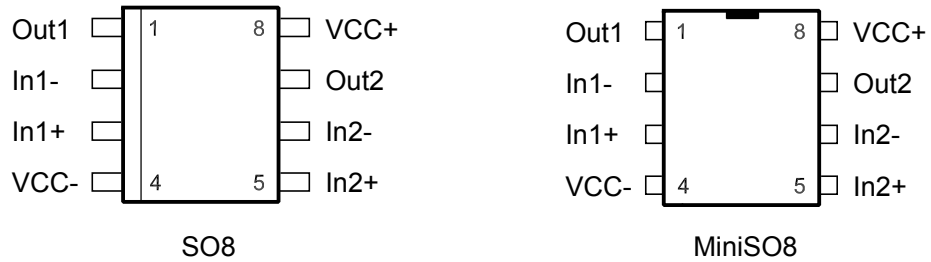 Out1 1 8 VCC+
In1- Out2
In1+ In2-
VCC- 4 5 In2+
SO8
Out1 1 8 VCC+
In1- Out2
In1+ In2-
VCC- 4 5 In2+
MiniSO8